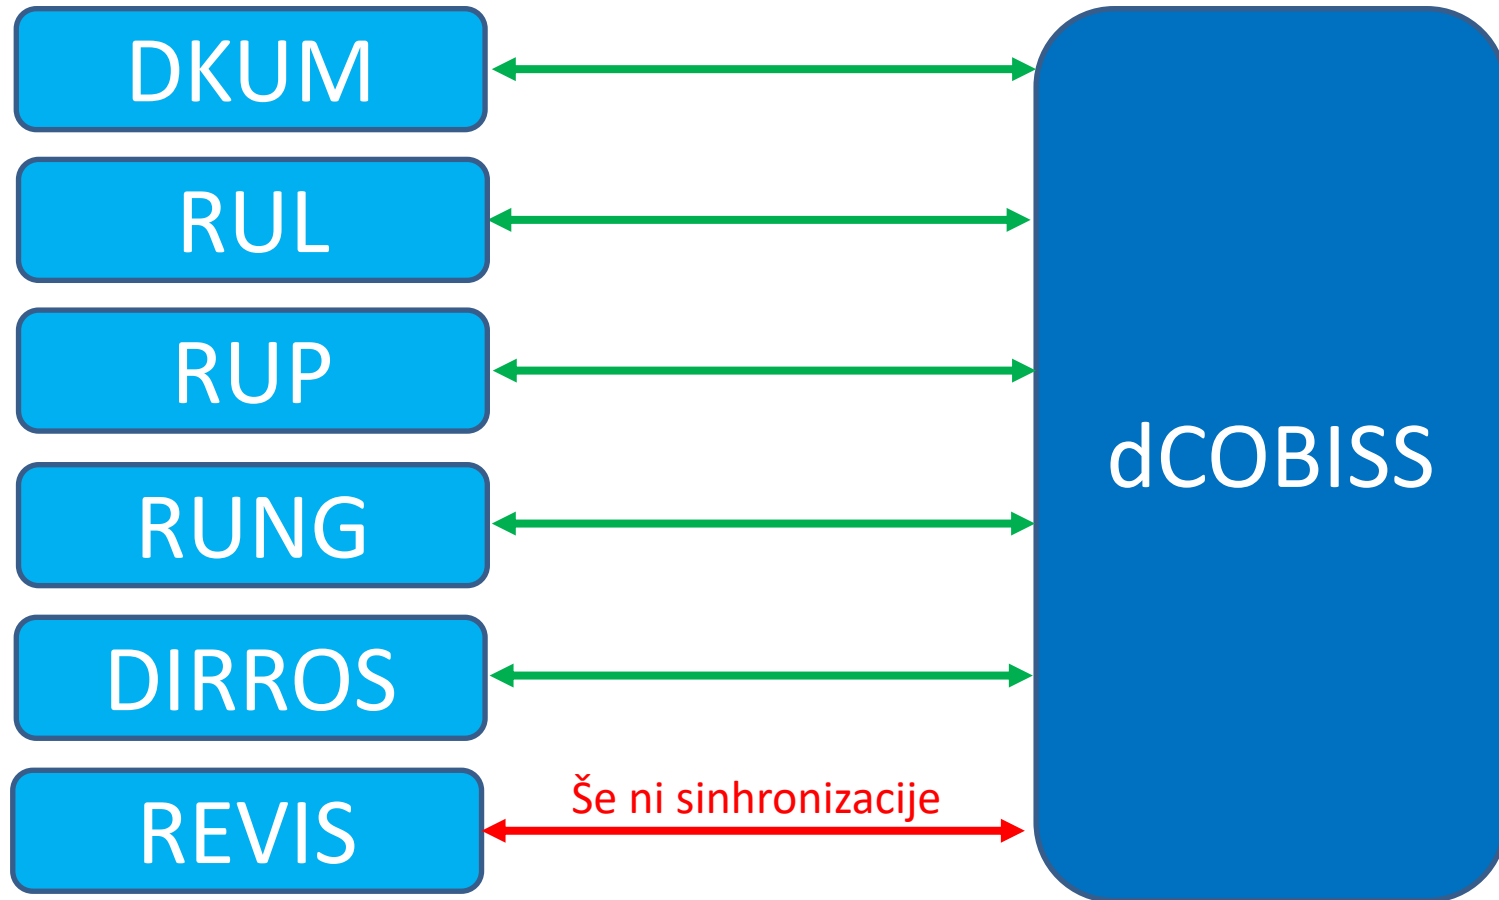 DKUM
RUL
RUP
RUNG
DIRROS
REVIS
Še ni sinhronizacije
dCOBISS